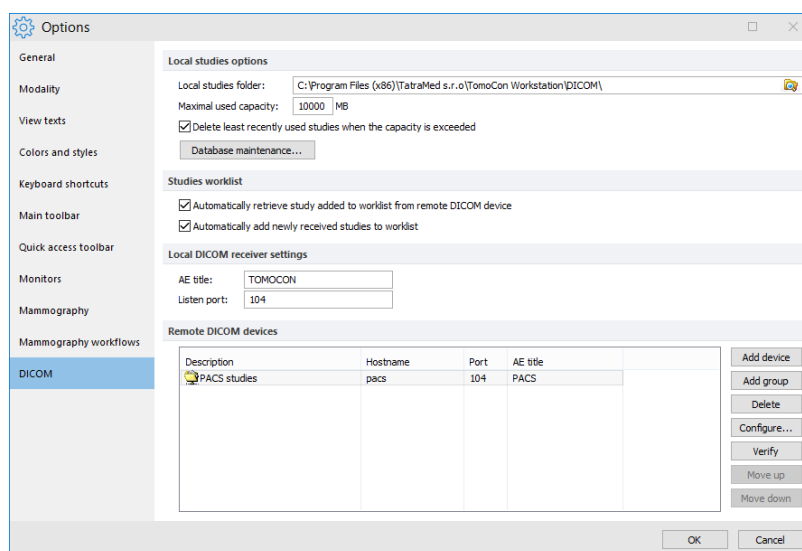 Options
General
Modality
View texts
Colors and styles
Keyboard shortcuts
Main toolbar
Quick access toolbar
Monitors
Mammography
Mammography workflows
DICOM
Local studies options
Local studies folder: C:\Program Files (x86)\TatraMed s.r.o\TomoCon Workstation\DICOM\
Maximal used capacity: 10000 MB
Delete least recently used studies when the capacity is exceeded
Database maintenance...
Studies worklist
Automatically retrieve study added to worklist from remote DICOM device
Automatically add newly received studies to worklist
Local DICOM receiver settings
AE title: TOMOCON
Listen port: 104
Remote DICOM devices
Description Hostname Port AE title
PACS studies pacs 104 PACS
Add device
Add group
Delete
Configure...
Verify
Move up
Move down
OK Cancel